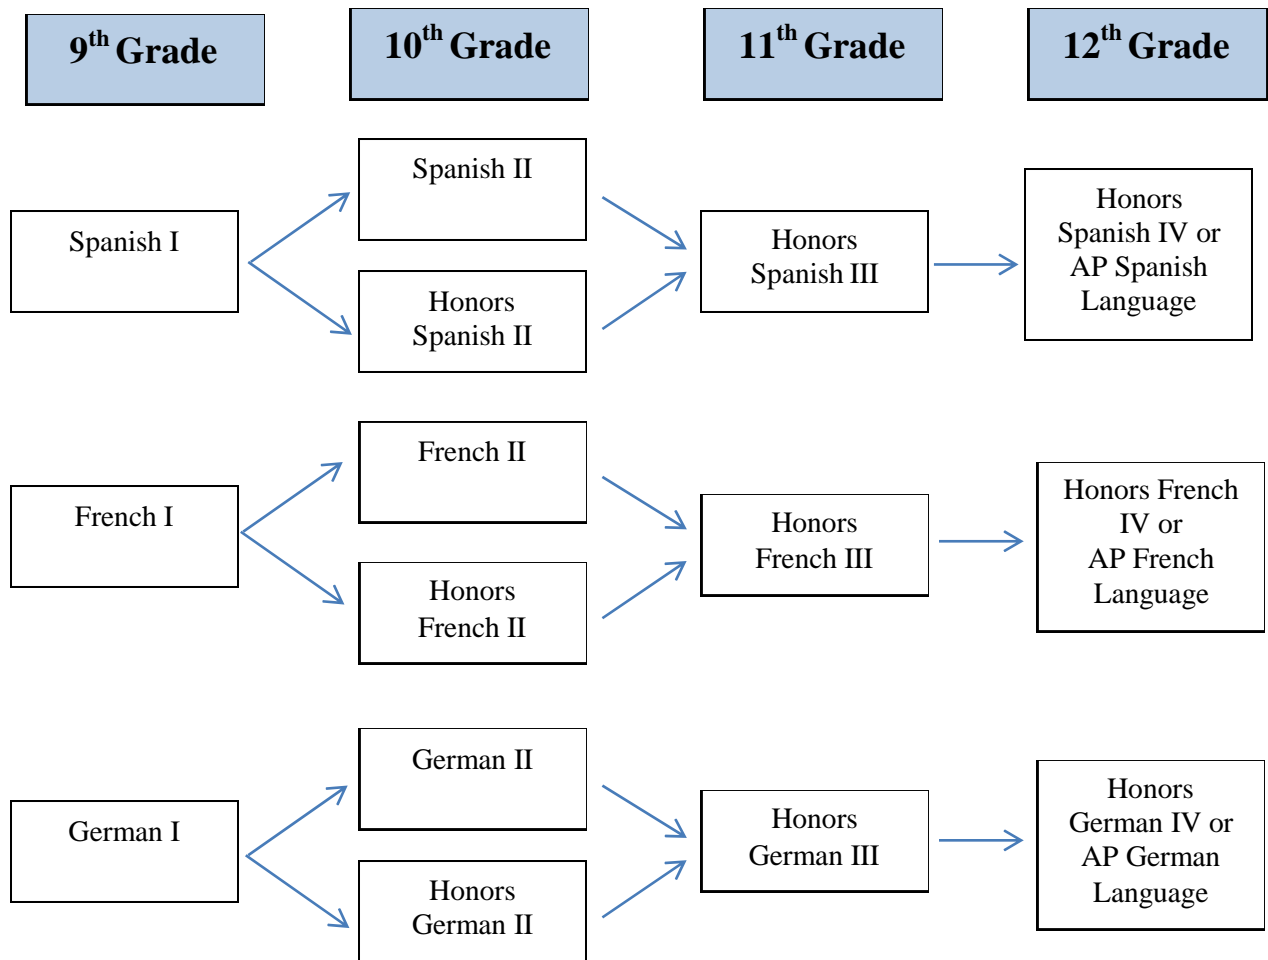 9th Grade
10th Grade
11th Grade
12th Grade
Spanish I
Spanish II
Honors
Spanish II
Honors
Spanish III
Honors
Spanish IV or
AP Spanish
Language
French I
French II
Honors
French II
Honors
French III
Honors French
IV or
AP French
Language
German I
German II
Honors
German II
Honors
German III
Honors
German IV or
AP German
Language